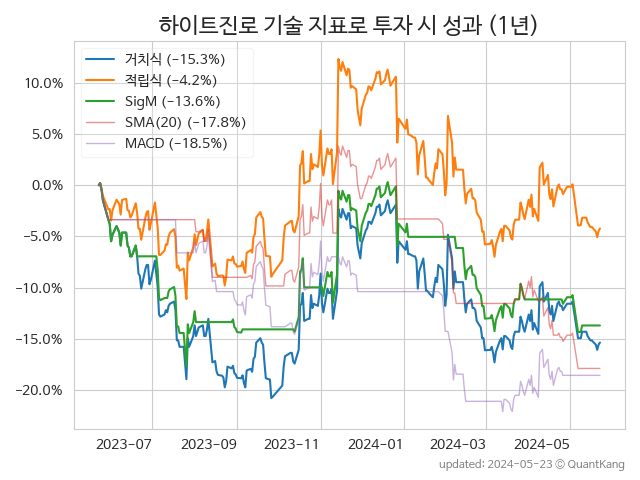 하이트진로 기술 지표로 투자 시 성과 (1년)
거치식 (−15.3%)
적립식 (−4.2%)
SigM (−13.6%)
SMA(20) (−17.8%)
MACD (−18.5%)
10.0%
5.0%
0.0%
−5.0%
−10.0%
−15.0%
−20.0%
2023−07 2023−09 2023−11 2024−01 2024−03 2024−05
updated: 2024−05−23 ⓒ QuantKang